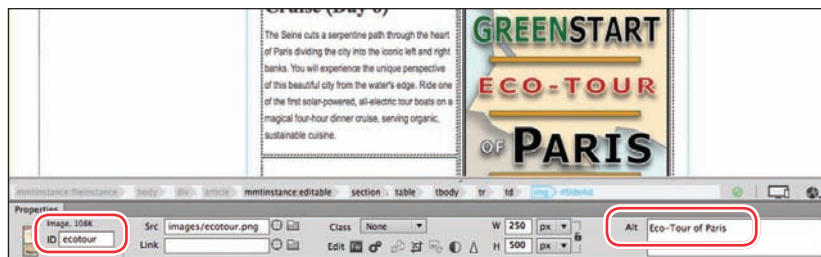 Cruise (Day 6)
The Seine cuts a serpentine path through the heart
of Paris dividing the city into the iconic left and right
banks. You will experience the unique perspective
of this beautiful city from the water's edge. Ride one
of the first solar-powered, all-electric tour boats on a
magical four-hour dinner cruise, serving organic,
sustainable cuisine.
GREENSTART
ECO-TOUR
OF PARIS
mmtinstance:fileinstance body div article mmtinstance:editable section table tbody tr td img #SideAd
Properties
Image, 108K Src images/ecotour.png Class None W 250 px Alt Eco-Tour of Paris
ID ecotour Link Edit H 500 px